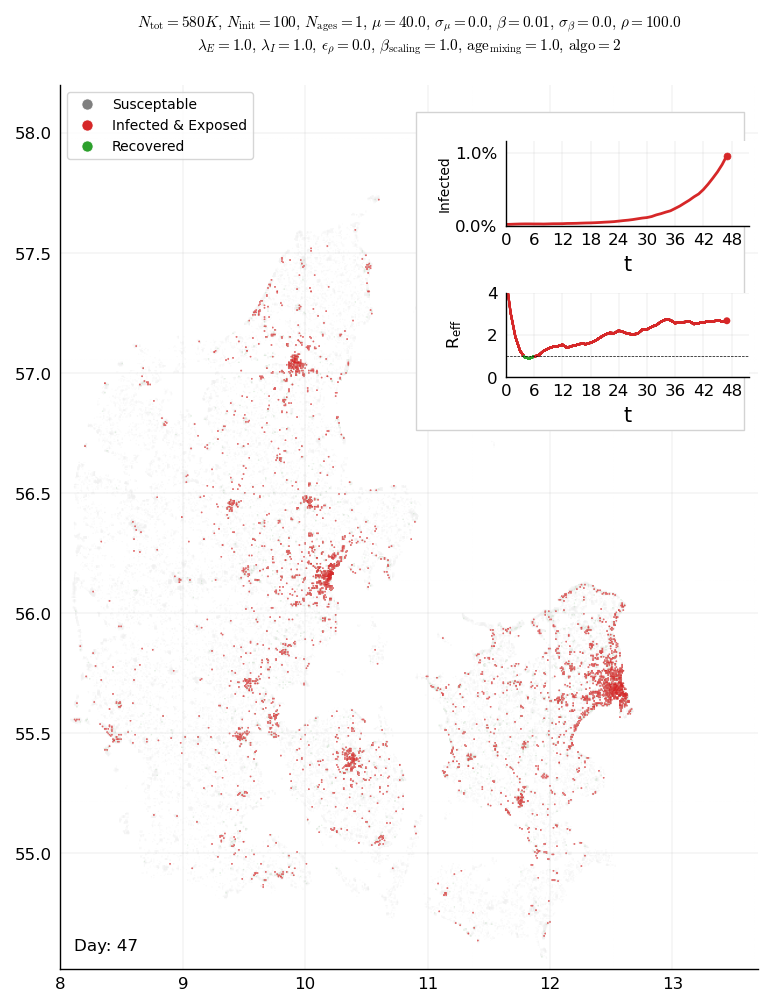 N_tot = 580K, N_init = 100, N_ages = 1, μ = 40.0, σ_μ = 0.0, β = 0.01, σ_β = 0.0, ρ = 100.0
λ_E = 1.0, λ_I = 1.0, ε_ρ = 0.0, β_scaling = 1.0, age_mixing = 1.0, algo = 2
Susceptable
Infected & Exposed
Recovered
58.0
57.5
57.0
56.5
56.0
55.5
55.0
Infected
1.0%
0.0%
0 6 12 18 24 30 36 42 48
t
R_eff
4
2
0
0 6 12 18 24 30 36 42 48
t
Day: 47
8 9 10 11 12 13